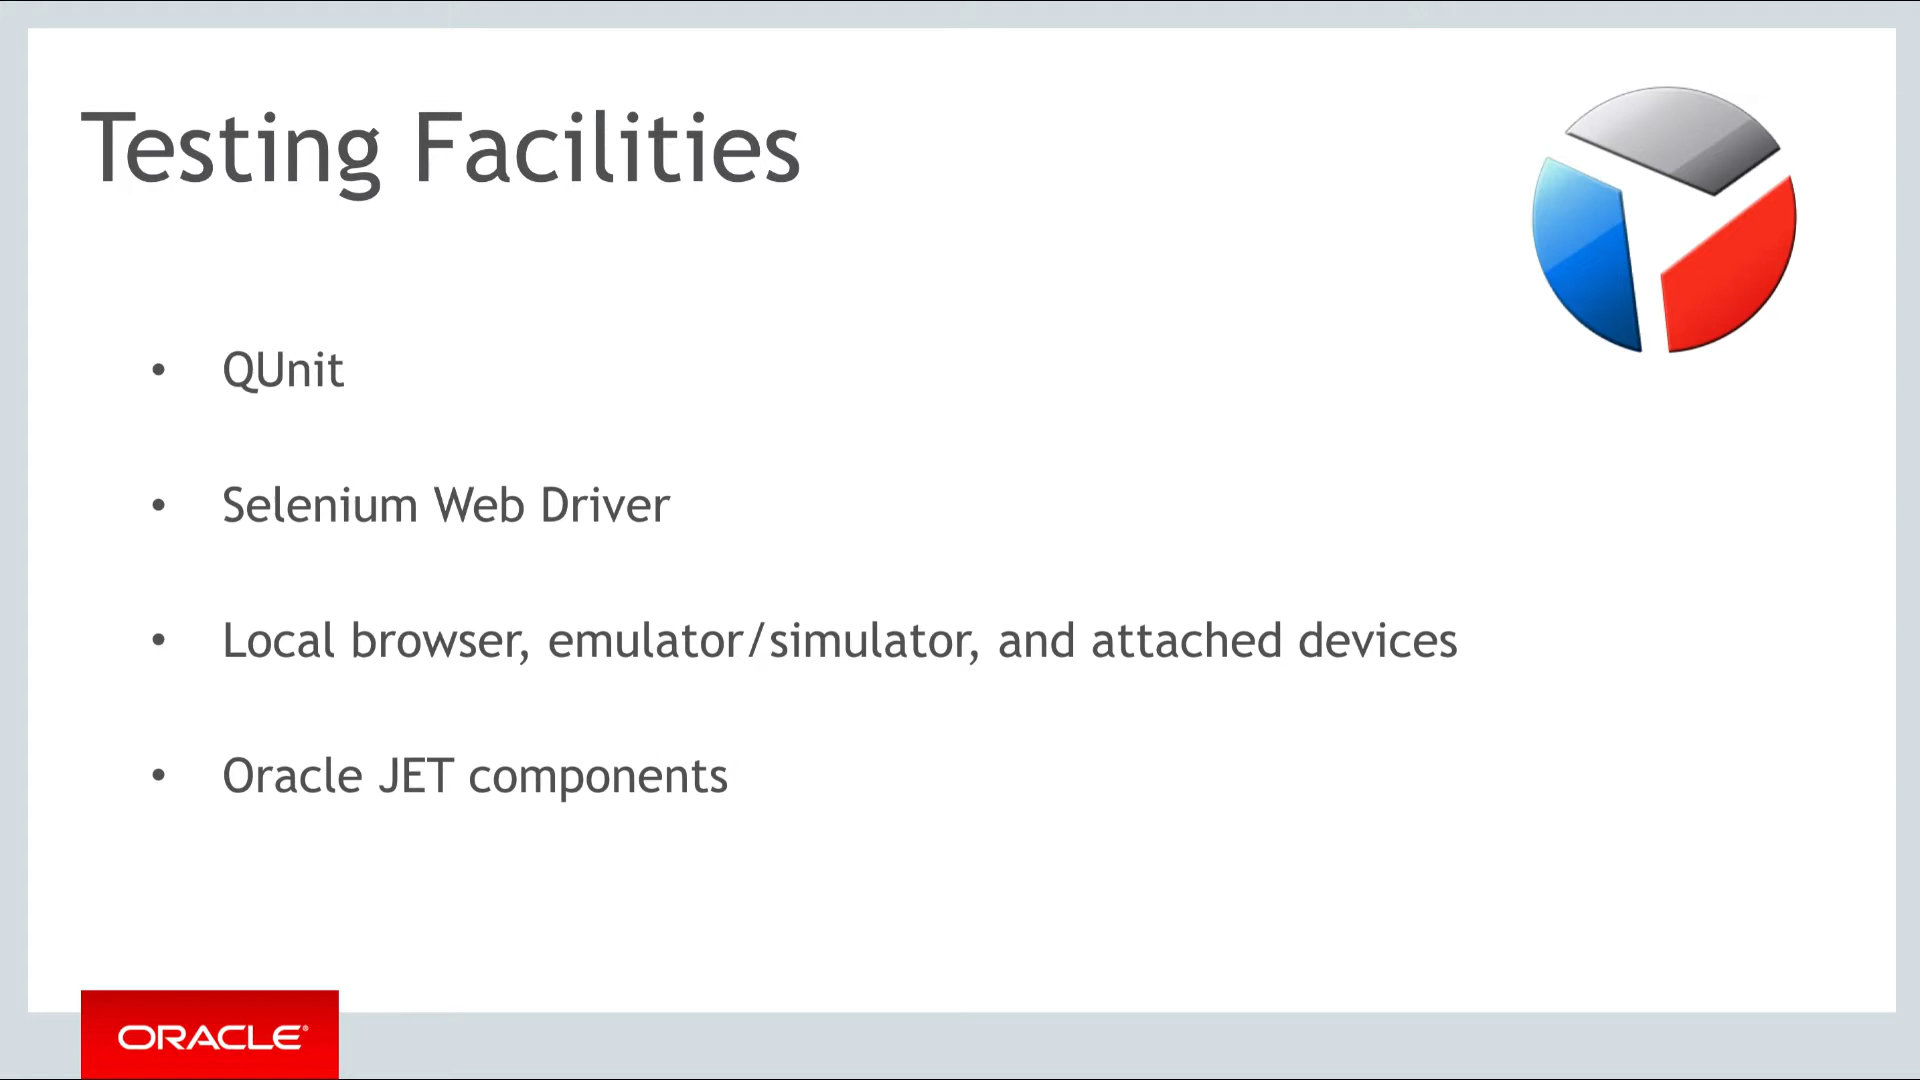 Testing Facilities
• QUnit
• Selenium Web Driver
• Local browser, emulator/simulator, and attached devices
• Oracle JET components
ORACLE®